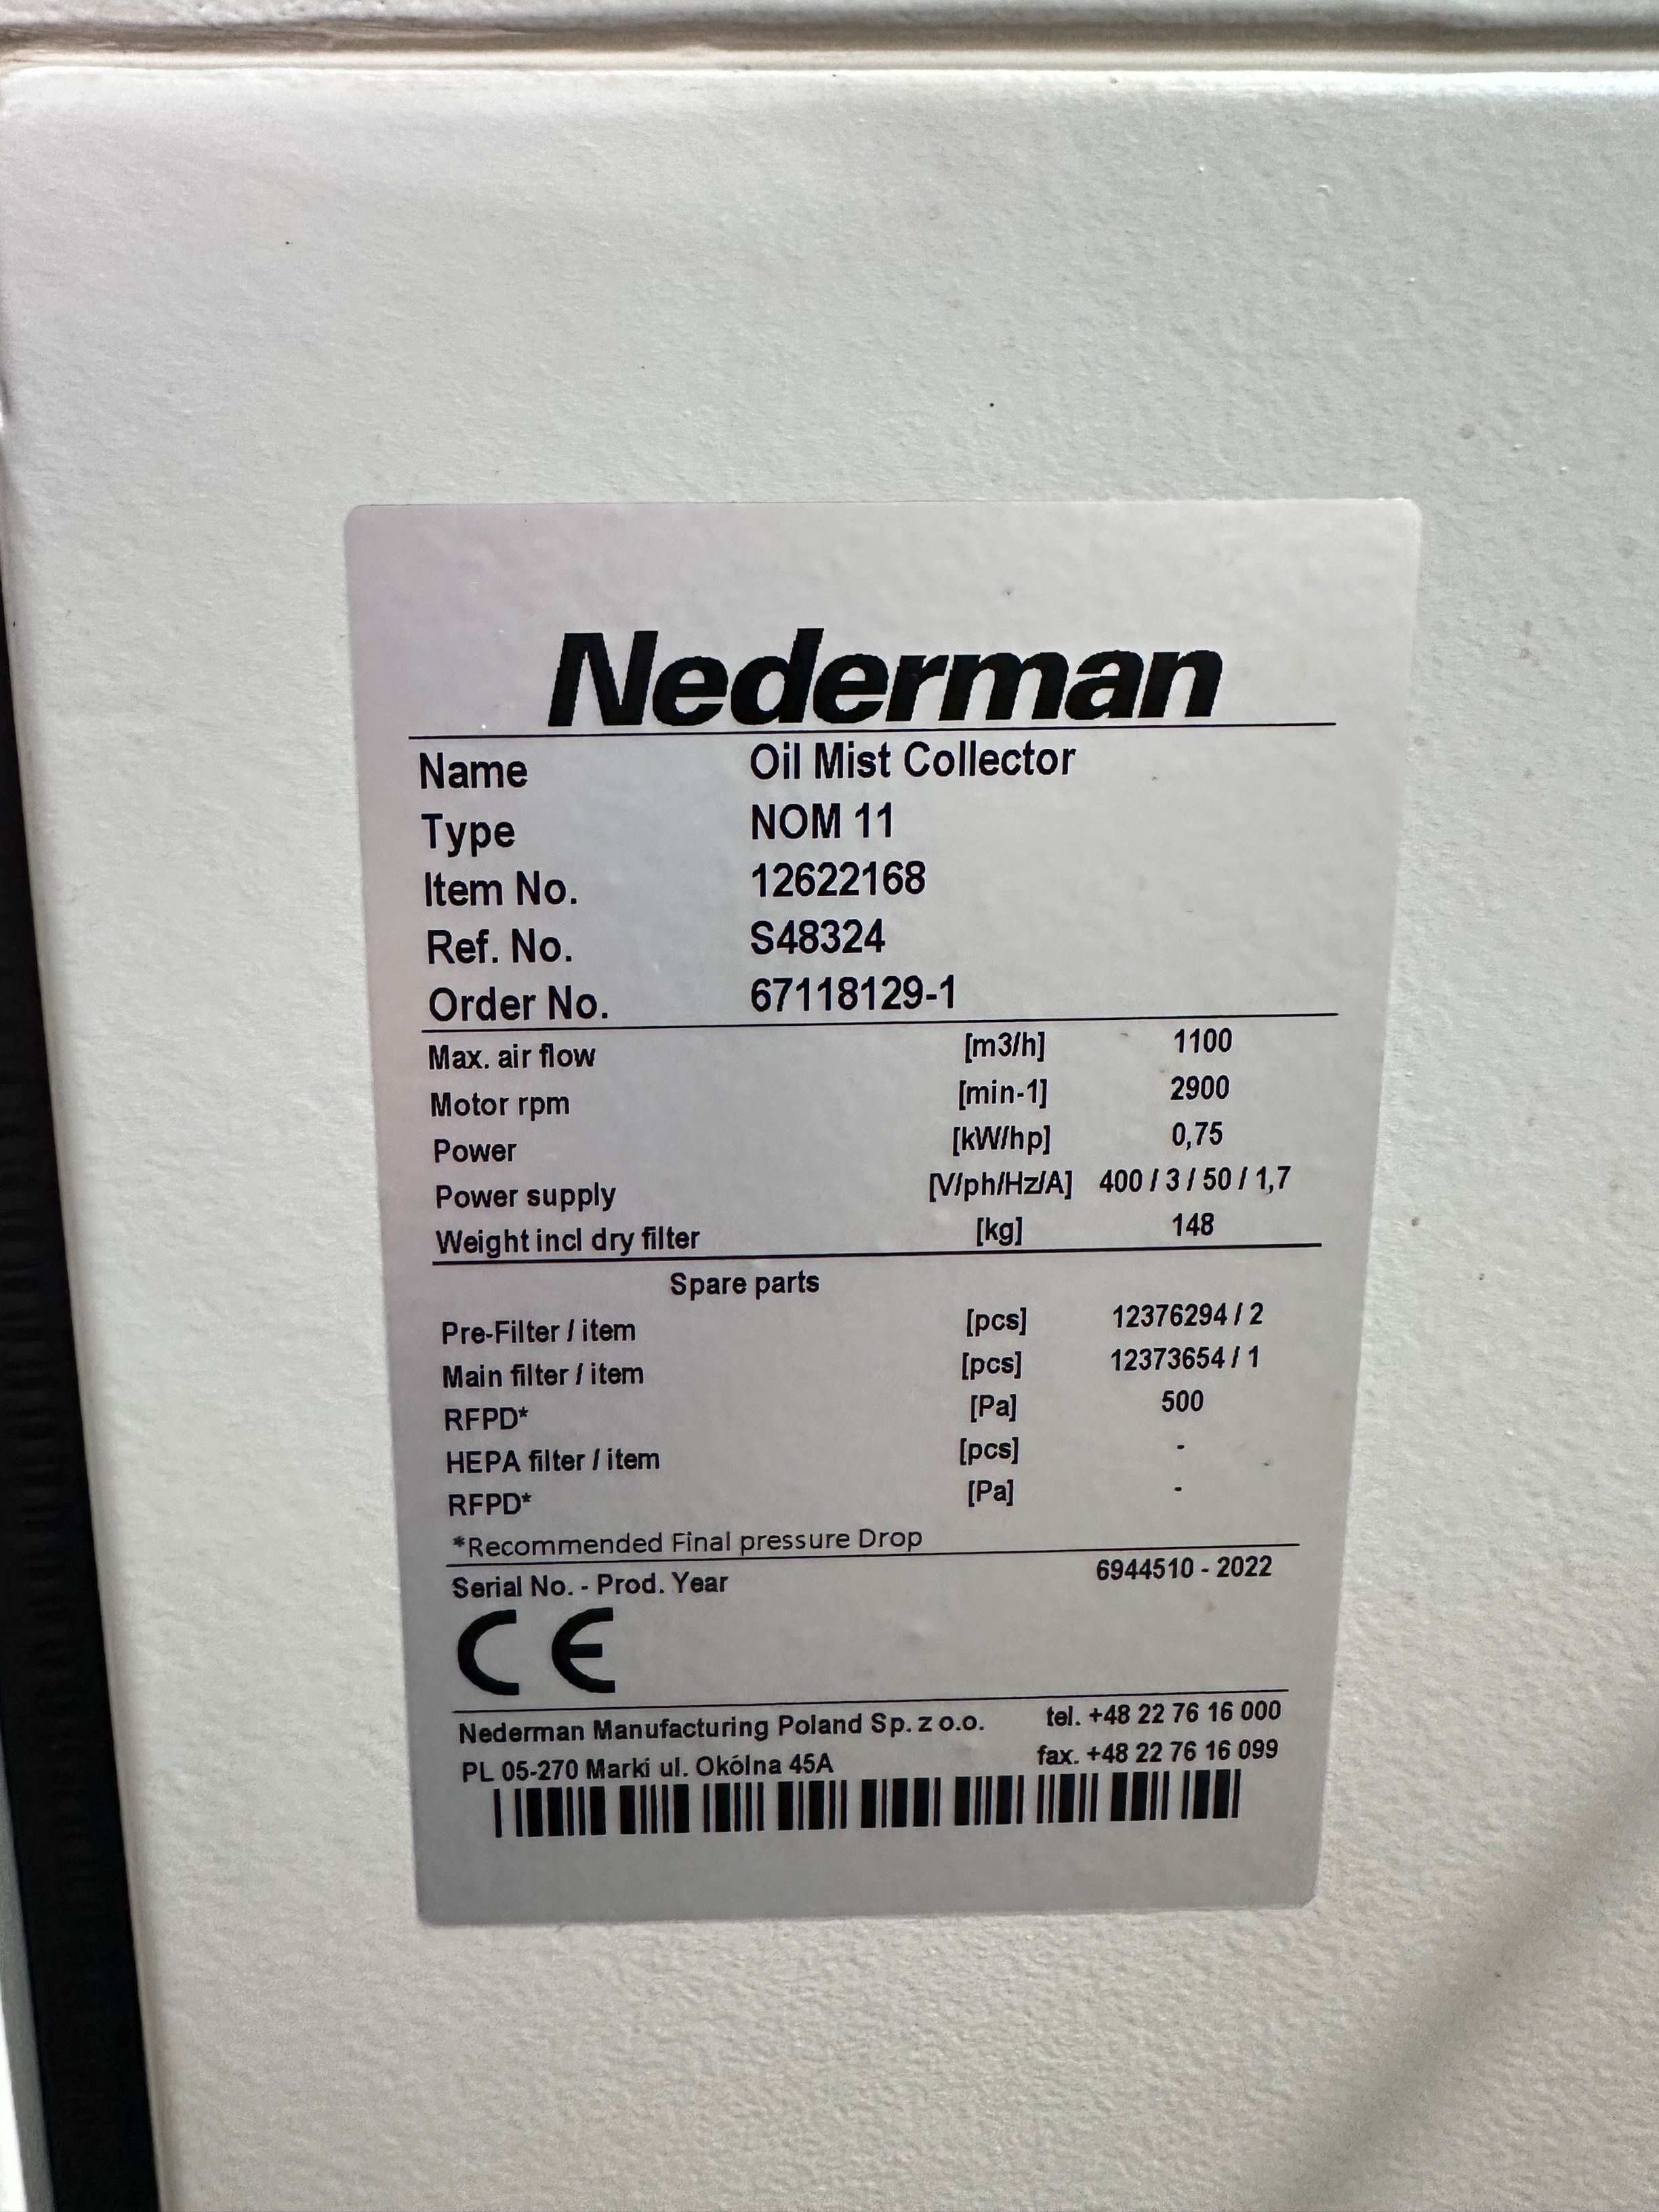 Nederman
Name Oil Mist Collector
Type NOM 11
Item No. 12622168
Ref. No. S48324
Order No. 67118129-1
Max. air flow [m3/h] 1100
Motor rpm [min-1] 2900
Power [kW/hp] 0,75
Power supply [V/ph/Hz/A] 400 / 3 / 50 / 1,7
Weight incl dry filter [kg] 148
Spare parts
Pre-Filter / item [pcs] 12376294 / 2
Main filter / item [pcs] 12373654 / 1
RFPD* [Pa] 500
HEPA filter / item [pcs] -
RFPD* [Pa] -
*Recommended Final pressure Drop
Serial No. - Prod. Year 6944510 - 2022
CE
Nederman Manufacturing Poland Sp. z o.o. tel. +48 22 76 16 000
PL 05-270 Marki ul. Okólna 45A fax. +48 22 76 16 099